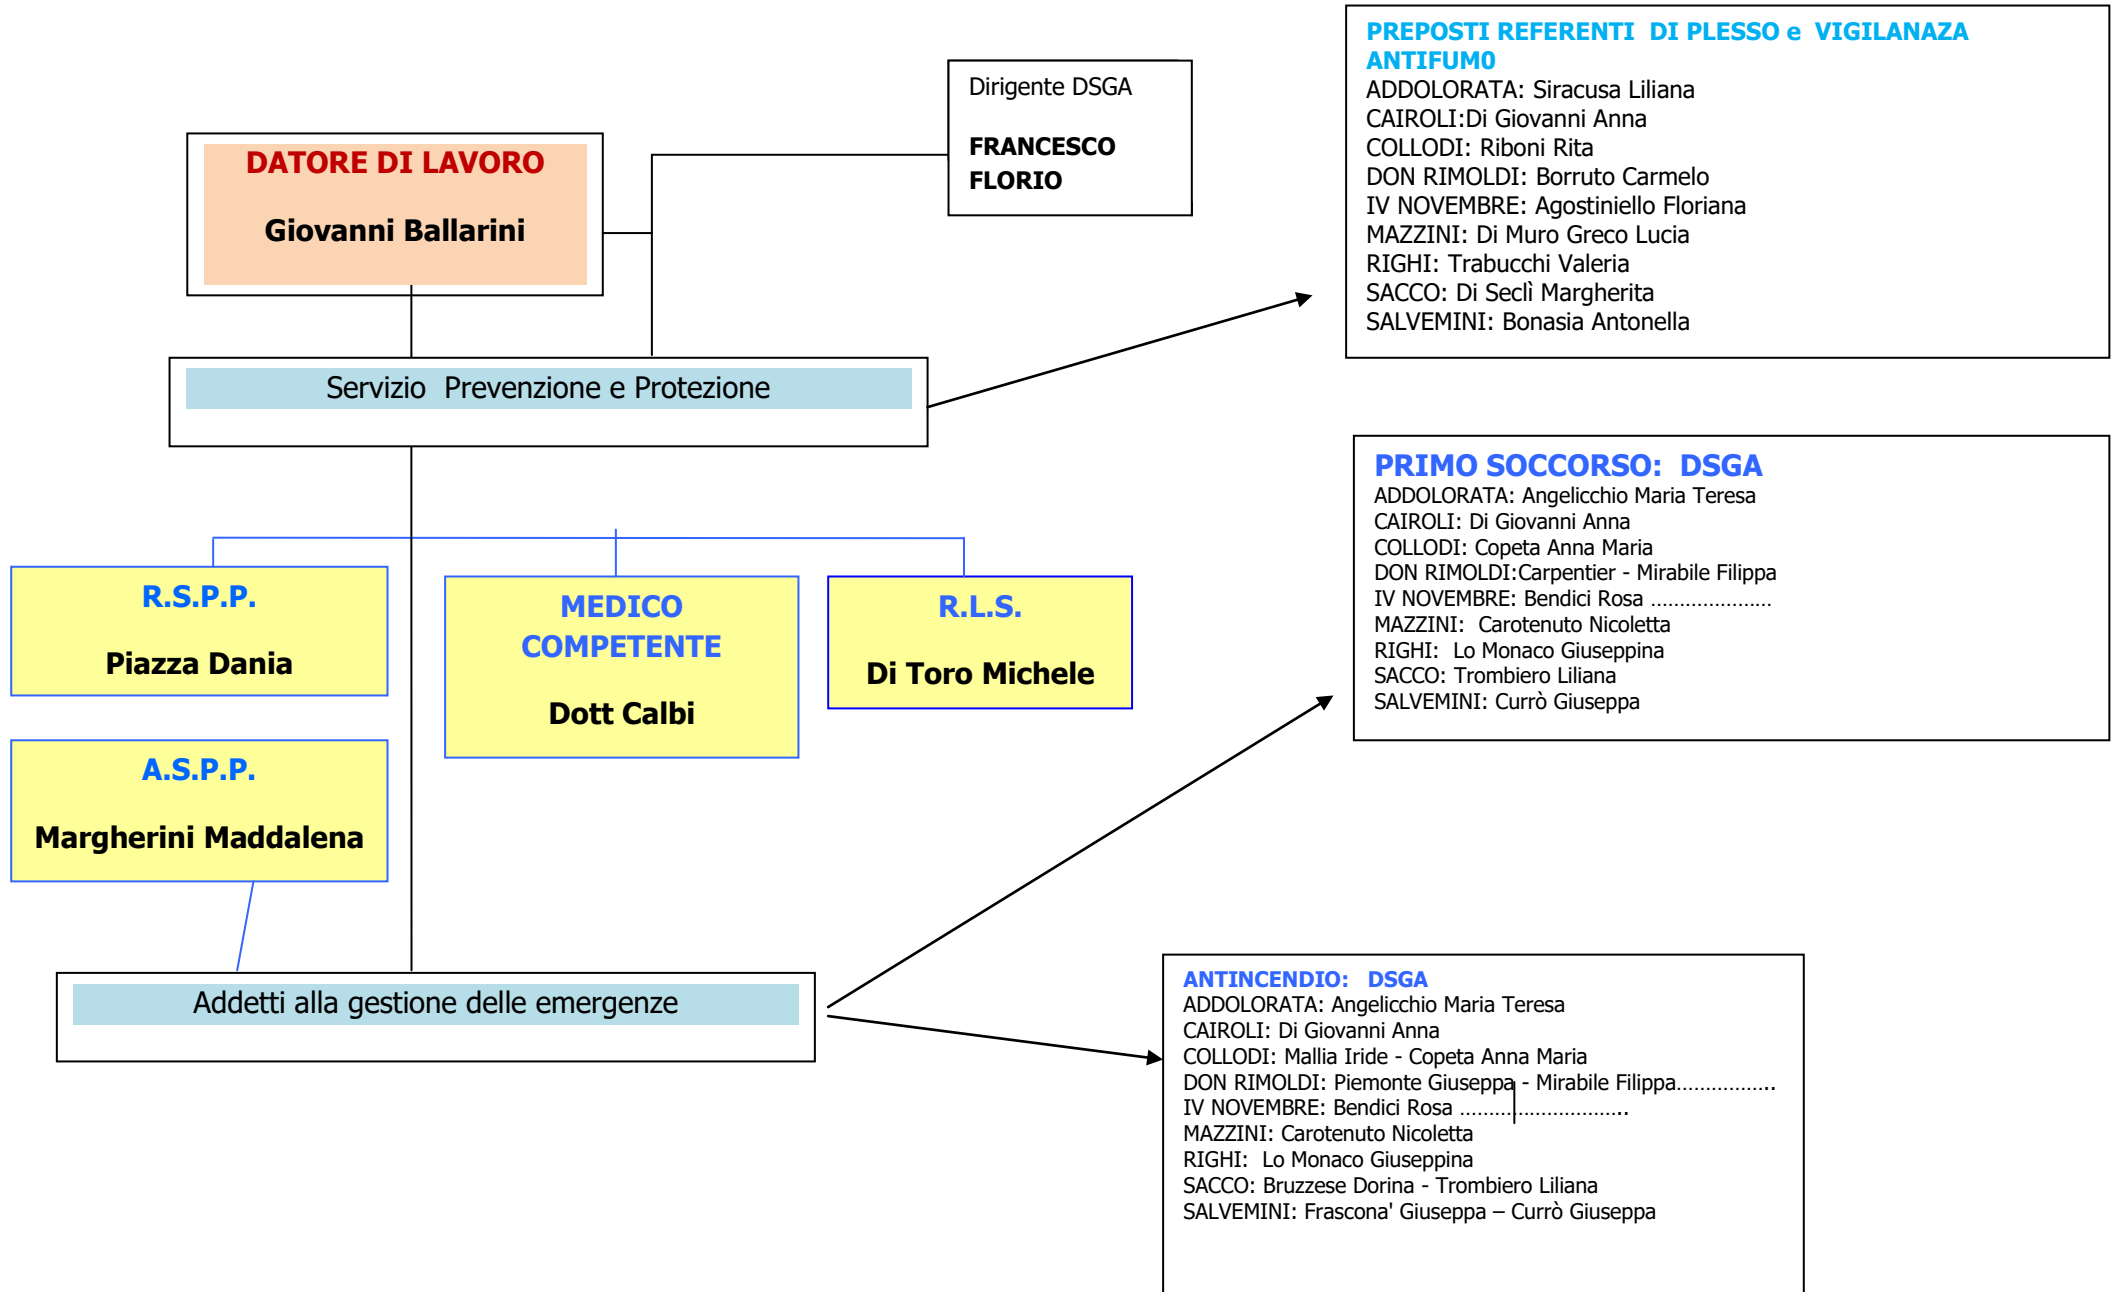 Dirigente DSGA
FRANCESCO
FLORIO
DATORE DI LAVORO
Giovanni Ballarini
PREPOSTI REFERENTI  DI PLESSO e  VIGILANAZA
ANTIFUM0
ADDOLORATA: Siracusa Liliana
CAIROLI:Di Giovanni Anna
COLLODI: Riboni Rita
DON RIMOLDI: Borruto Carmelo
IV NOVEMBRE: Agostiniello Floriana
MAZZINI: Di Muro Greco Lucia
RIGHI: Trabucchi Valeria
SACCO: Di Seclì Margherita
SALVEMINI: Bonasia Antonella
Servizio  Prevenzione e Protezione
PRIMO SOCCORSO:  DSGA
ADDOLORATA: Angelicchio Maria Teresa
CAIROLI: Di Giovanni Anna
COLLODI: Copeta Anna Maria
DON RIMOLDI:Carpentier - Mirabile Filippa
IV NOVEMBRE: Bendici Rosa …………………
MAZZINI:  Carotenuto Nicoletta
RIGHI:  Lo Monaco Giuseppina
SACCO: Trombiero Liliana
SALVEMINI: Currò Giuseppa
R.S.P.P.
Piazza Dania
MEDICO
COMPETENTE
Dott Calbi
R.L.S.
Di Toro Michele
A.S.P.P.
Margherini Maddalena
Addetti alla gestione delle emergenze
ANTINCENDIO:   DSGA
ADDOLORATA: Angelicchio Maria Teresa
CAIROLI: Di Giovanni Anna
COLLODI: Mallia Iride - Copeta Anna Maria
DON RIMOLDI: Piemonte Giuseppa - Mirabile Filippa……………..
IV NOVEMBRE: Bendici Rosa ………………………..
MAZZINI: Carotenuto Nicoletta
RIGHI:  Lo Monaco Giuseppina
SACCO: Bruzzese Dorina - Trombiero Liliana
SALVEMINI: Frascona' Giuseppa – Currò Giuseppa